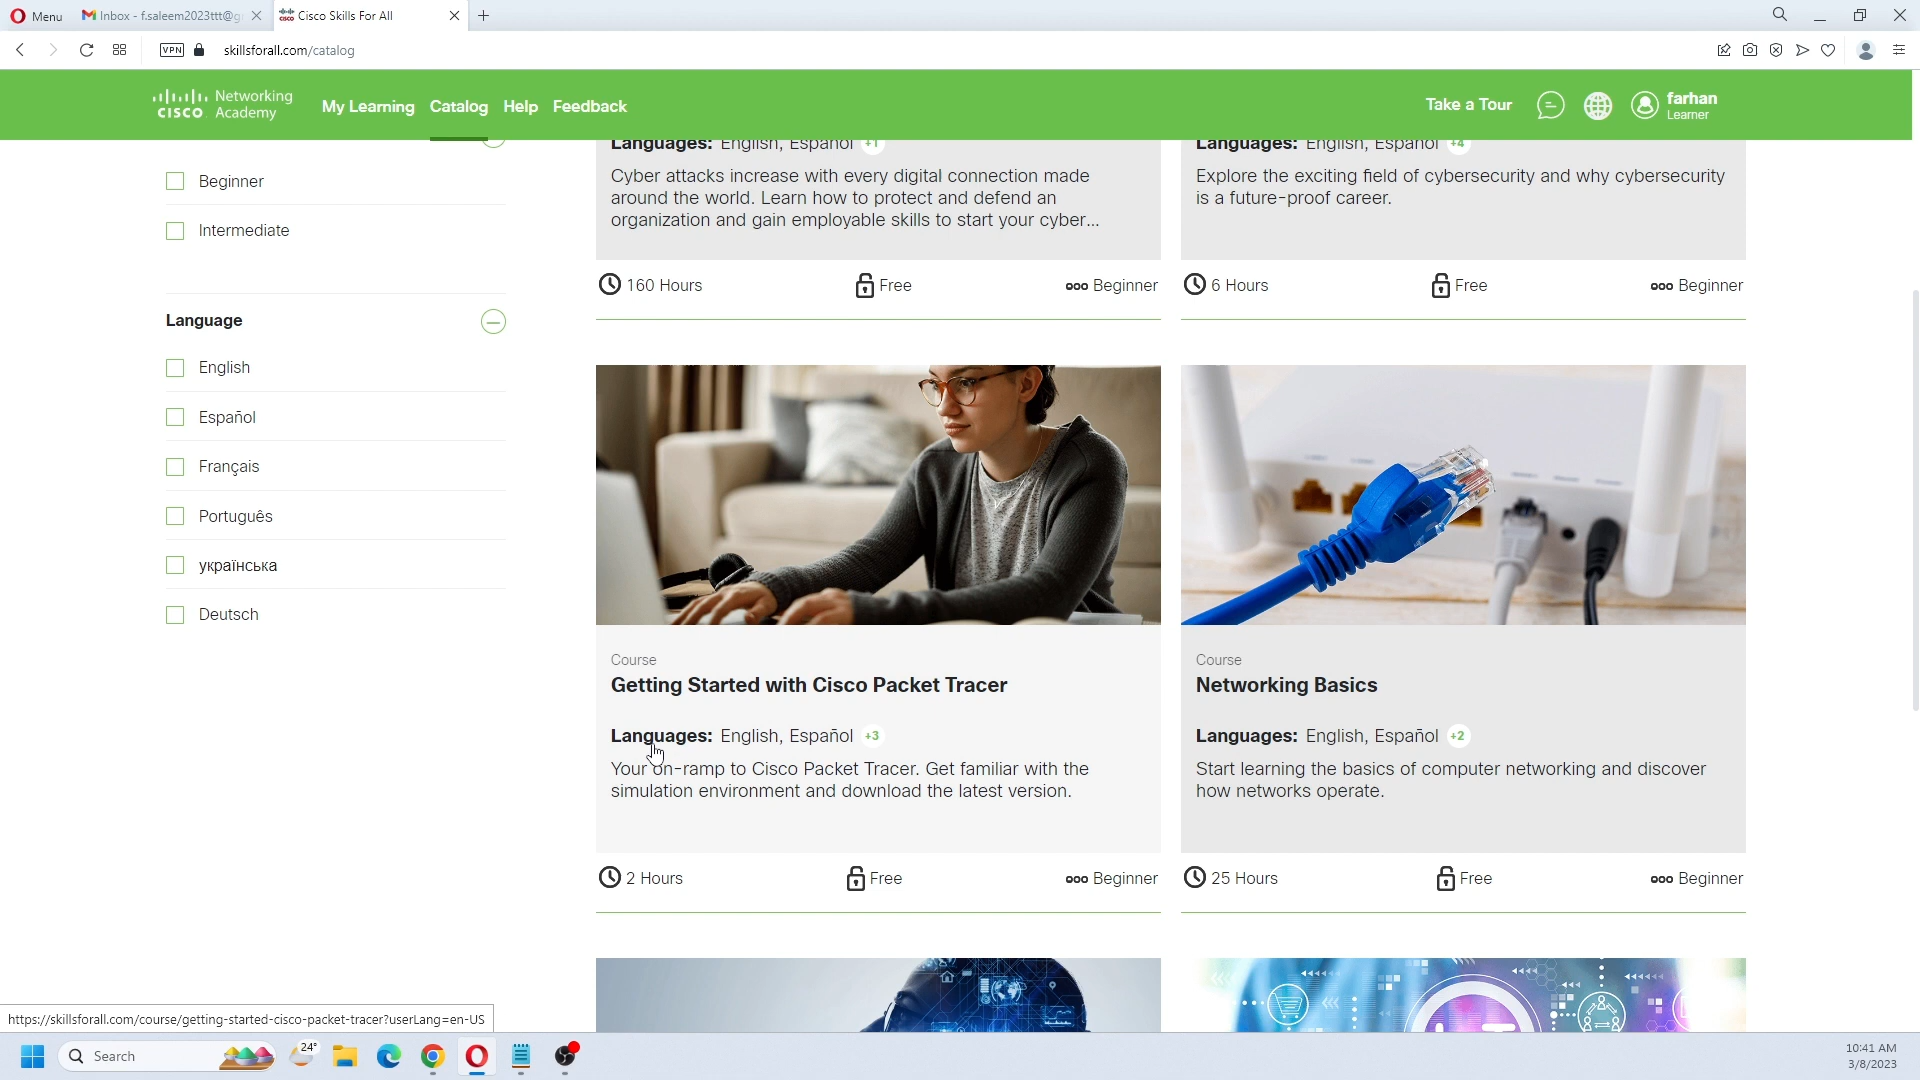 Menu
Inbox - f.saleem2023ttt@g
Cisco Skills For All
VPN
skillsforall.com/catalog
CISCO Networking Academy
My Learning
Catalog
Help
Feedback
Take a Tour
farhan
Learner
Beginner
Intermediate
Language
English
Español
Français
Português
українська
Deutsch
Languages: English, Español +1
Cyber attacks increase with every digital connection made
around the world. Learn how to protect and defend an
organization and gain employable skills to start your cyber...
160 Hours
Free
Beginner
Languages: English, Español +4
Explore the exciting field of cybersecurity and why cybersecurity
is a future-proof career.
6 Hours
Free
Beginner
Course
Getting Started with Cisco Packet Tracer
Languages: English, Español +3
Your on-ramp to Cisco Packet Tracer. Get familiar with the
simulation environment and download the latest version.
2 Hours
Free
Beginner
Course
Networking Basics
Languages: English, Español +2
Start learning the basics of computer networking and discover
how networks operate.
25 Hours
Free
Beginner
https://skillsforall.com/course/getting-started-cisco-packet-tracer?userLang=en-US
Search
24°
10:41 AM
3/8/2023